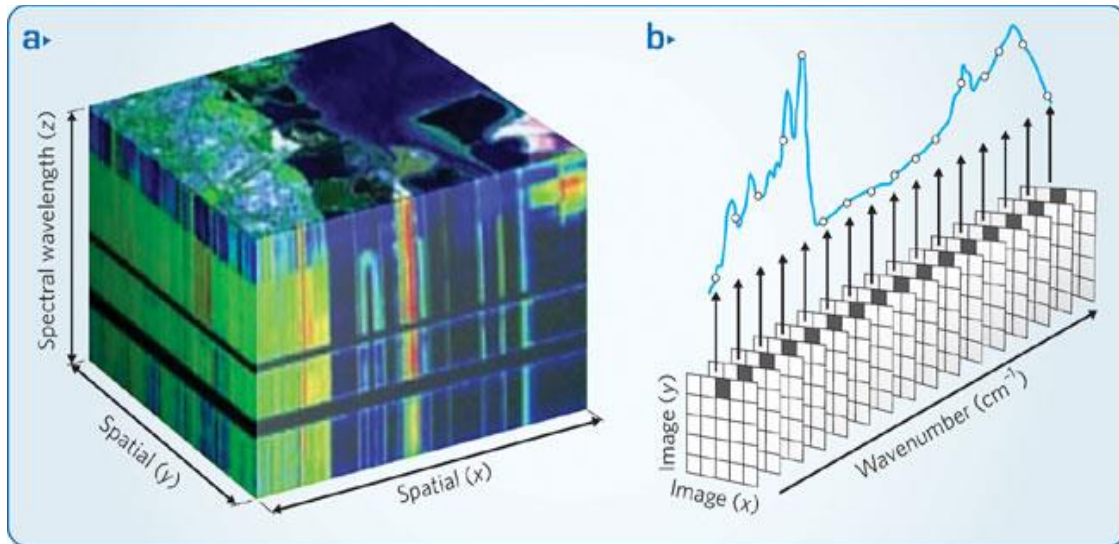 a
b
Spectral wavelength (z)
Spatial (y)
Spatial (x)
Image (y)
Image (x)
Wavenumber (cm⁻¹)